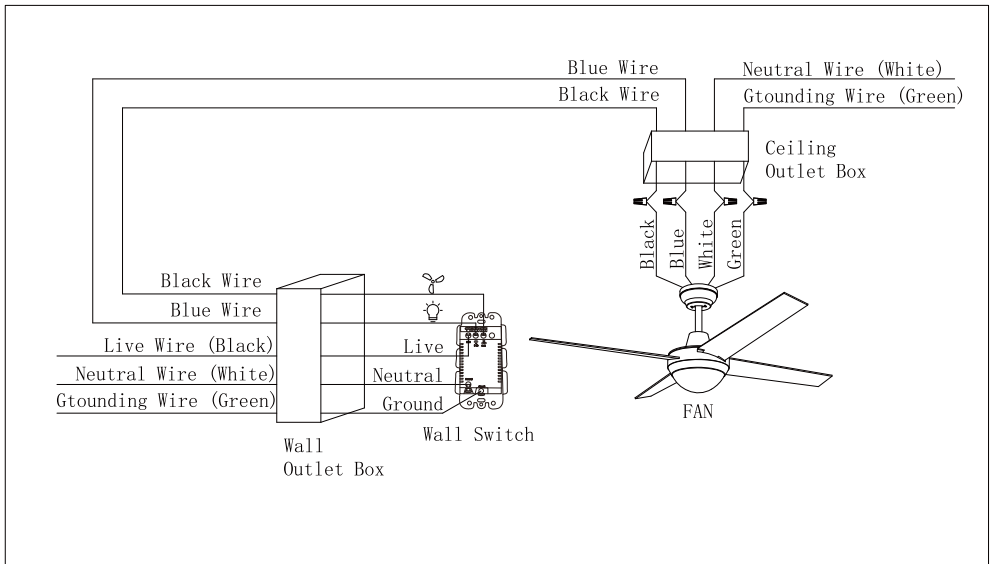 Blue Wire
Neutral Wire (White)
Black Wire
Gtounding Wire (Green)
Ceiling
Outlet Box
Black
Blue
White
Green
Black Wire
Blue Wire
Live Wire (Black)
Live
Neutral Wire (White)
Neutral
Gtounding Wire (Green)
Ground
FAN
Wall Switch
Wall
Outlet Box